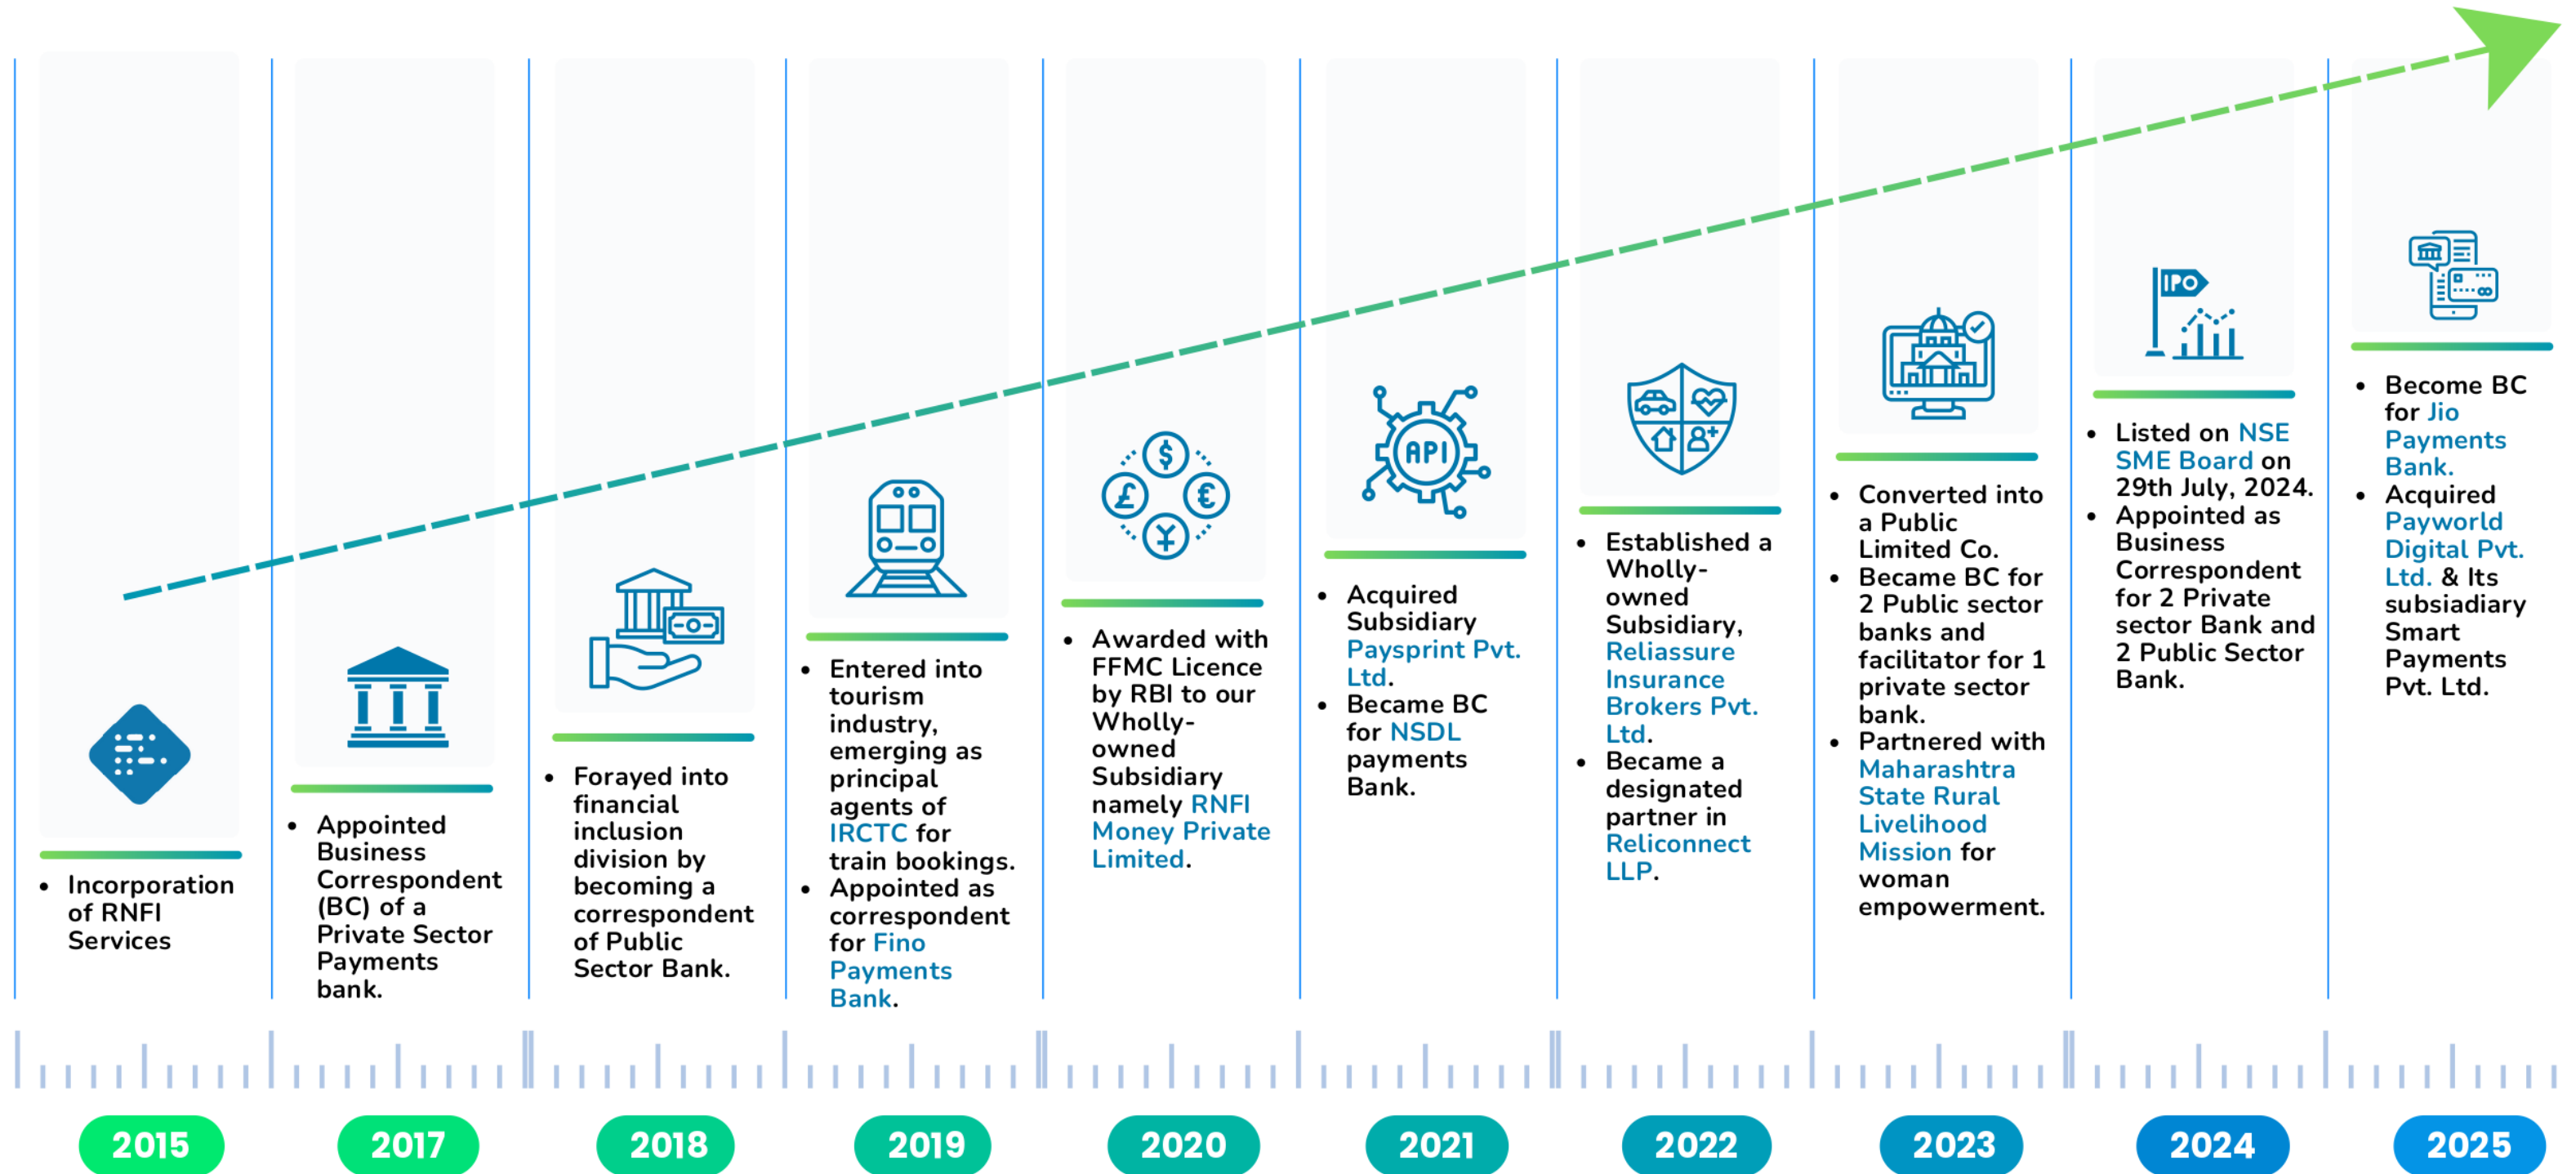 • Incorporation
of RNFI
Services
2015
• Appointed
Business
Correspondent
(BC) of a
Private Sector
Payments
bank.
2017
• Forayed into
financial
inclusion
division by
becoming a
correspondent
of Public
Sector Bank.
2018
• Entered into
tourism
industry,
emerging as
principal
agents of
IRCTC for
train bookings.
• Appointed as
correspondent
for Fino
Payments
Bank.
2019
$
£
€
¥
• Awarded with
FFMC Licence
by RBI to our
Wholly-
owned
Subsidiary
namely RNFI
Money Private
Limited.
2020
API
• Acquired
Subsidiary
Paysprint Pvt.
Ltd.
• Became BC
for NSDL
payments
Bank.
2021
• Established a
Wholly-
owned
Subsidiary,
Reliassure
Insurance
Brokers Pvt.
Ltd.
• Became a
designated
partner in
Reliconnect
LLP.
2022
• Converted into
a Public
Limited Co.
• Became BC for
2 Public sector
banks and
facilitator for 1
private sector
bank.
• Partnered with
Maharashtra
State Rural
Livelihood
Mission for
woman
empowerment.
2023
IPO
• Listed on NSE
SME Board on
29th July, 2024.
• Appointed as
Business
Correspondent
for 2 Private
sector Bank and
2 Public Sector
Bank.
2024
• Become BC
for Jio
Payments
Bank.
• Acquired
Payworld
Digital Pvt.
Ltd. & Its
subsiadiary
Smart
Payments
Pvt. Ltd.
2025